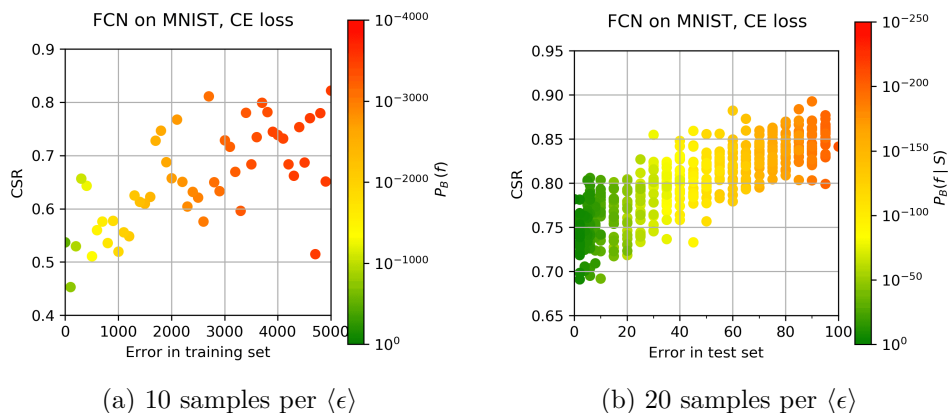 FCN on MNIST, CE loss
0.9
0.8
0.7
0.6
0.5
0.4
CSR
0 1000 2000 3000 4000 5000
Error in training set
10^{-4000}
10^{-3000}
10^{-2000}
10^{-1000}
10^{0}
P_B(f)
(a) 10 samples per ⟨ϵ⟩
FCN on MNIST, CE loss
0.95
0.90
0.85
0.80
0.75
0.70
0.65
CSR
0 20 40 60 80 100
Error in test set
10^{-250}
10^{-200}
10^{-150}
10^{-100}
10^{-50}
10^{0}
P_B(f | S)
(b) 20 samples per ⟨ϵ⟩